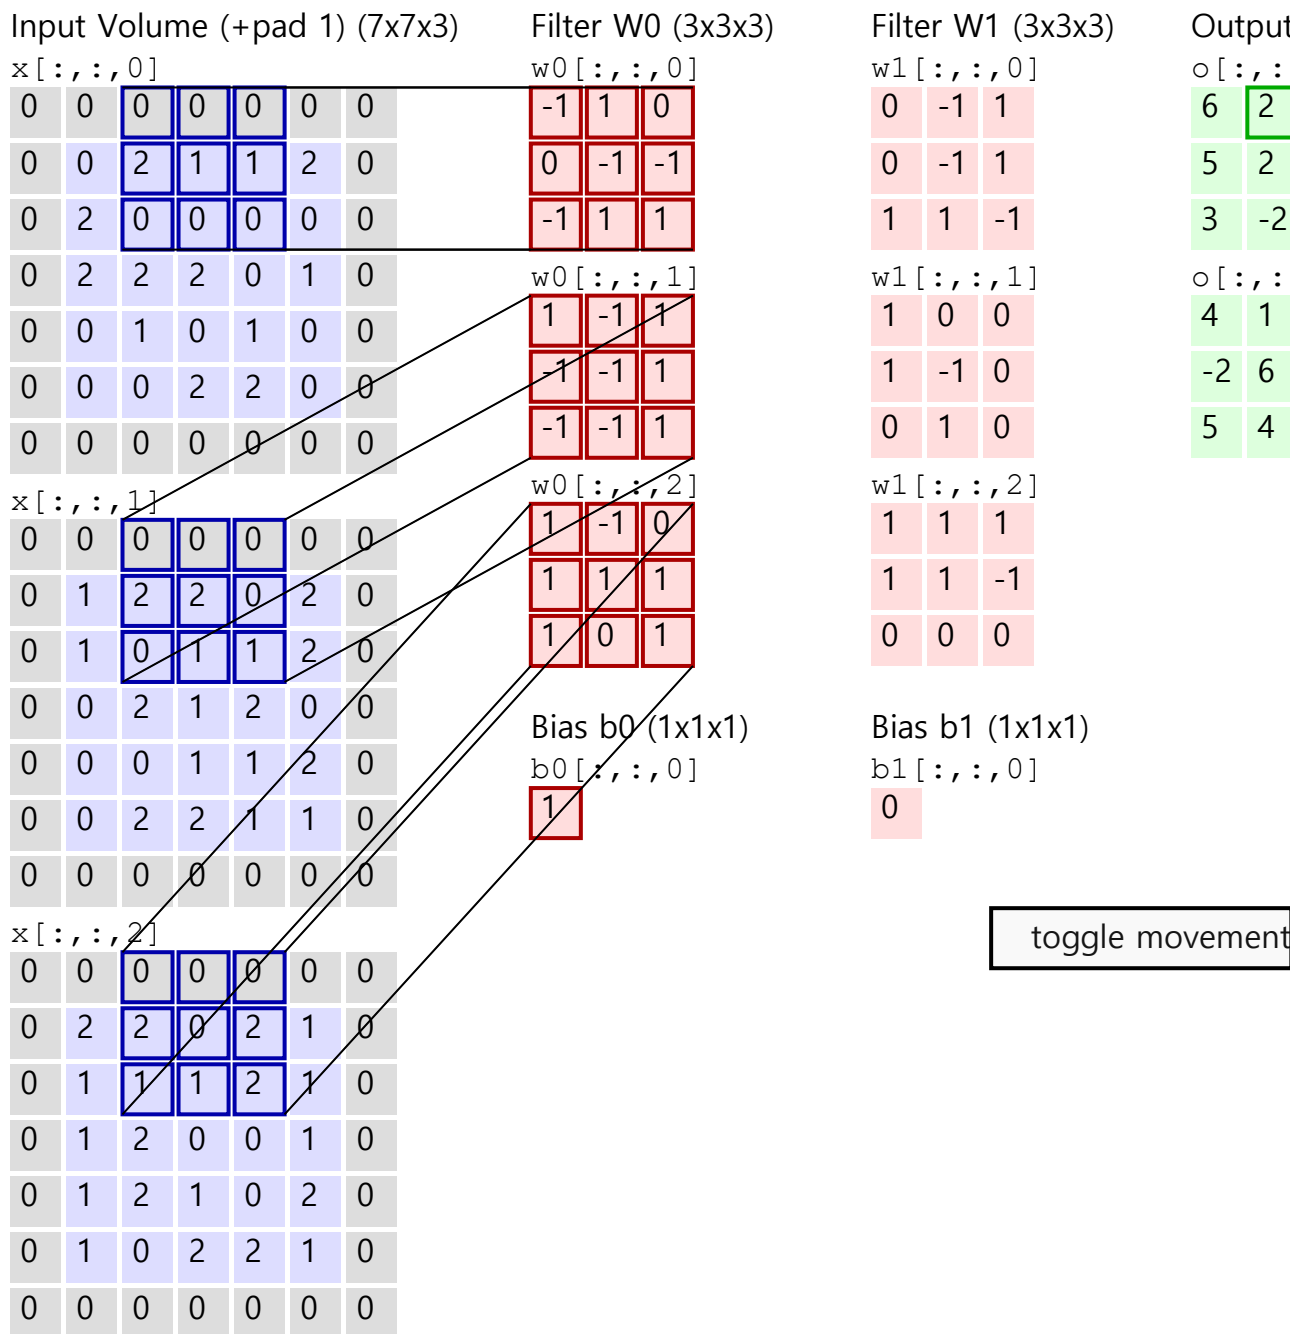 Input Volume (+pad 1) (7x7x3) Filter W0 (3x3x3) Filter W1 (3x3x3) Output
x[:,:,0] w0[:,:,0] w1[:,:,0] o[:,:
0 0 0 0 0 0 0 -1 1 0 0 -1 1 6 2
0 0 2 1 1 2 0 0 -1 -1 0 -1 1 5 2
0 2 0 0 0 0 0 -1 1 1 1 1 -1 3 -2
0 2 2 2 0 1 0 w0[:,:,1] w1[:,:,1] o[:,:
0 0 1 0 1 0 0 1 -1 1 1 0 0 4 1
0 0 0 2 2 0 0 -1 -1 1 1 -1 0 -2 6
0 0 0 0 0 0 0 -1 -1 1 0 1 0 5 4
x[:,:,1] w0[:,:,2] w1[:,:,2]
0 0 0 0 0 0 0 1 -1 0 1 1 1
0 1 2 2 0 2 0 1 1 1 1 1 -1
0 1 0 1 1 2 0 1 0 1 0 0 0
0 0 2 1 2 0 0 Bias b0 (1x1x1) Bias b1 (1x1x1)
0 0 0 1 1 2 0 b0[:,:,0] b1[:,:,0]
0 0 2 2 1 1 0 1 0
0 0 0 0 0 0 0
x[:,:,2] toggle movement
0 0 0 0 0 0 0
0 2 2 0 2 1 0
0 1 1 1 2 1 0
0 1 2 0 0 1 0
0 1 2 1 0 2 0
0 1 0 2 2 1 0
0 0 0 0 0 0 0